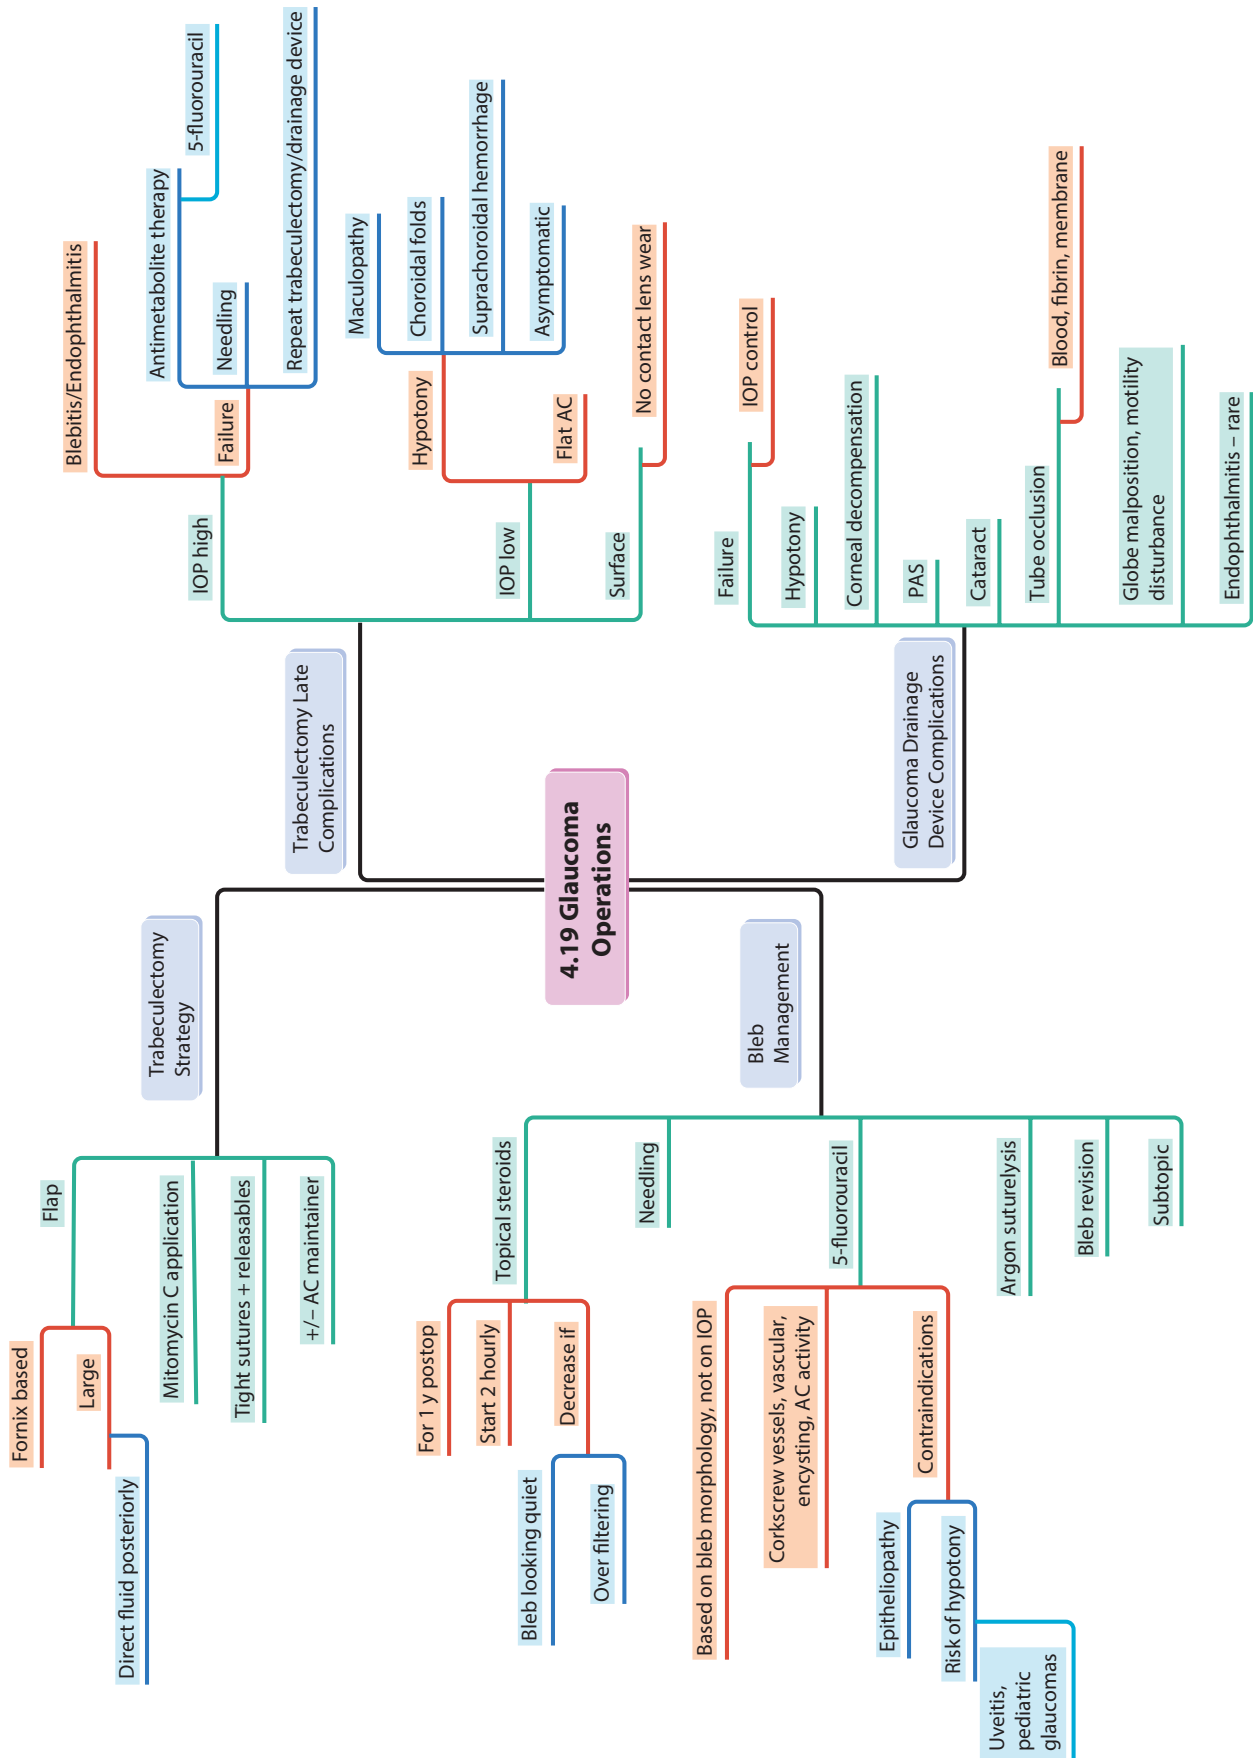 4.19 Glaucoma
Operations
Trabeculectomy
Strategy
Flap
Fornix based
Large
Direct fluid posteriorly
Mitomycin C application
Tight sutures + releasables
+/− AC maintainer
Bleb
Management
Topical steroids
For 1 y postop
Start 2 hourly
Decrease if
Bleb looking quiet
Over filtering
Needling
5-fluorouracil
Based on bleb morphology, not on IOP
Corkscrew vessels, vascular,
encysting, AC activity
Contraindications
Epitheliopathy
Risk of hypotony
Uveitis,
pediatric
glaucomas
Argon suturelysis
Bleb revision
Subtopic
Trabeculectomy Late
Complications
IOP high
Blebitis/Endophthalmitis
Failure
Antimetabolite therapy
5-fluorouracil
Needling
Repeat trabeculectomy/drainage device
IOP low
Hypotony
Maculopathy
Choroidal folds
Suprachoroidal hemorrhage
Asymptomatic
Flat AC
Surface
No contact lens wear
Glaucoma Drainage
Device Complications
Failure
IOP control
Hypotony
Corneal decompensation
PAS
Cataract
Tube occlusion
Blood, fibrin, membrane
Globe malposition, motility
disturbance
Endophthalmitis – rare